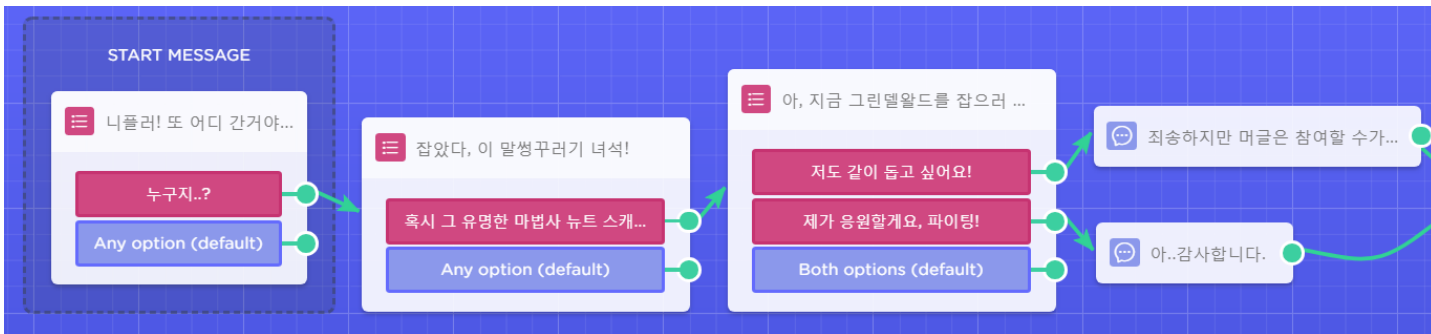 START MESSAGE
니플러! 또 어디 간거야...
누구지..?
Any option (default)
잡았다, 이 말썽꾸러기 녀석!
혹시 그 유명한 마법사 뉴트 스캐...
Any option (default)
아, 지금 그린델왈드를 잡으러 ...
저도 같이 돕고 싶어요!
제가 응원할게요, 파이팅!
Both options (default)
죄송하지만 머글은 참여할 수가...
아..감사합니다.